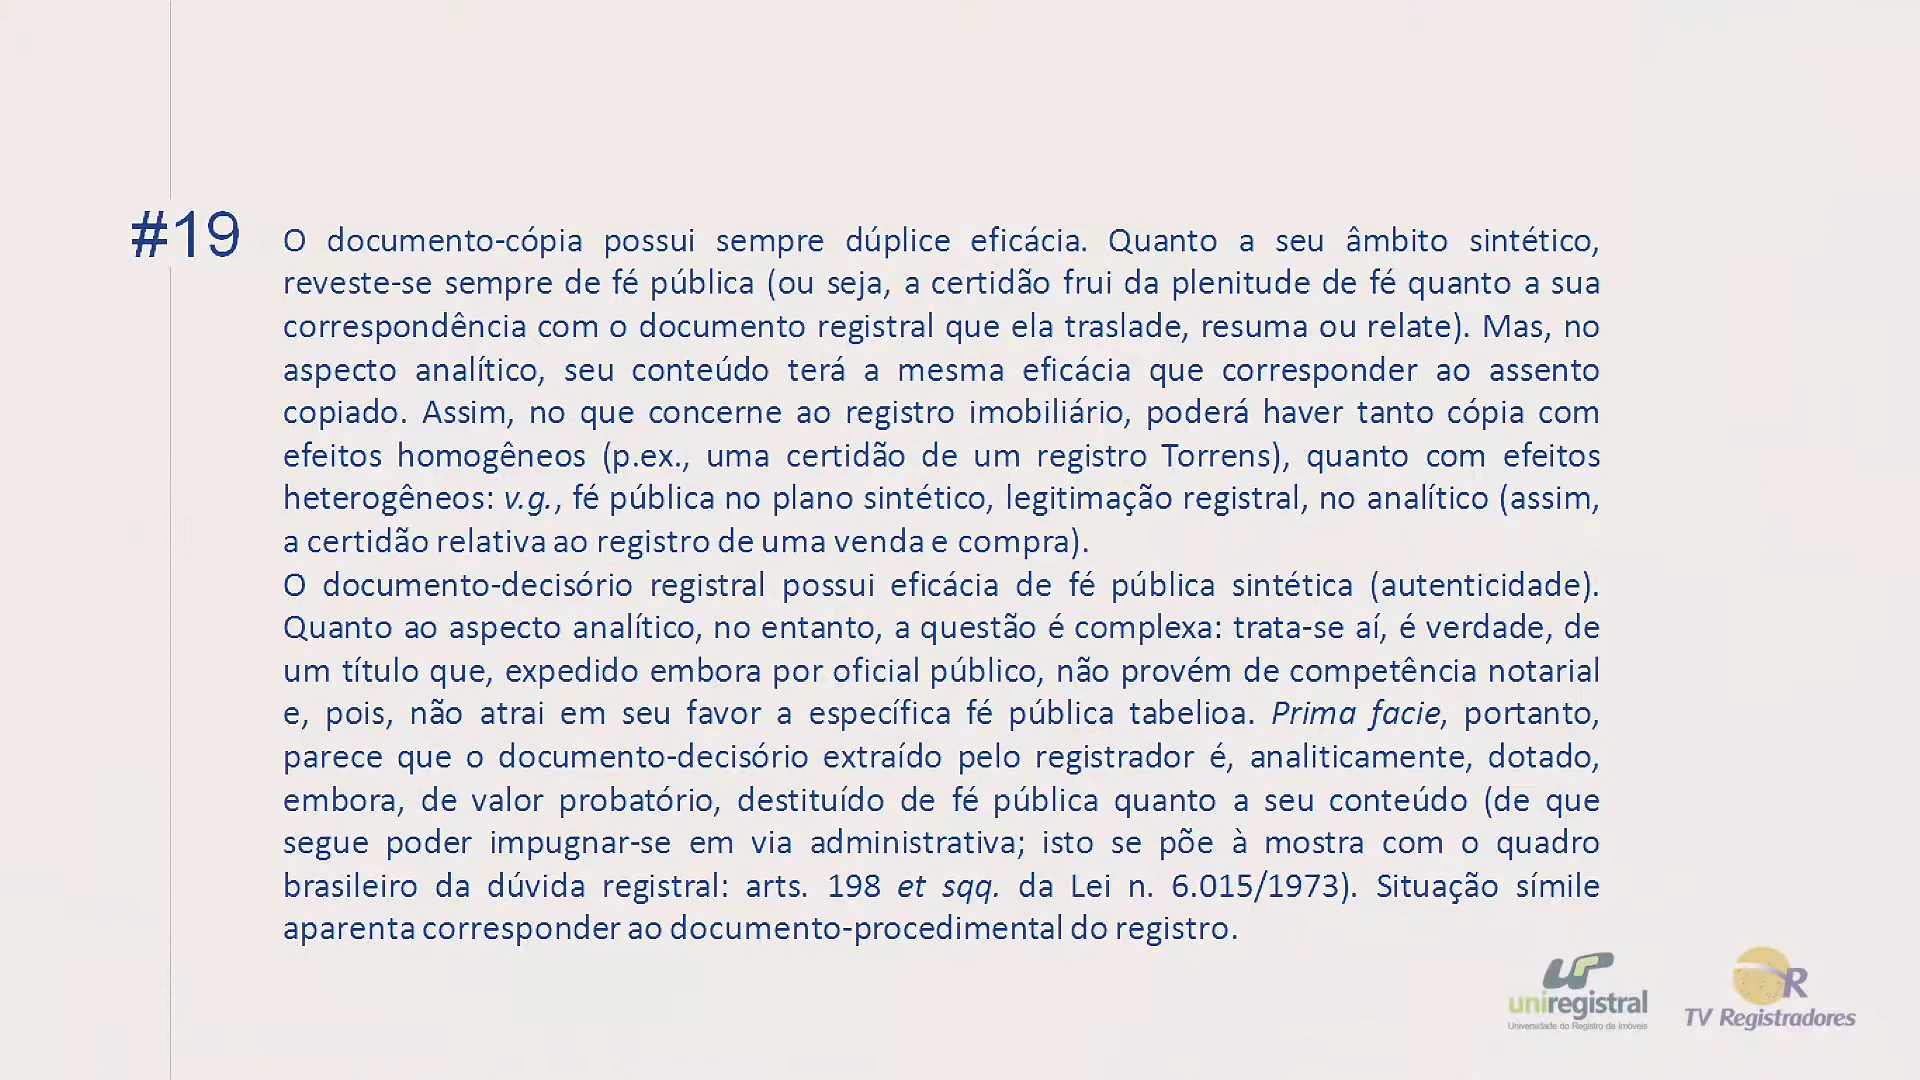 #19
O documento-cópia possui sempre dúplice eficácia. Quanto a seu âmbito sintético,
reveste-se sempre de fé pública (ou seja, a certidão frui da plenitude de fé quanto a sua
correspondência com o documento registral que ela traslade, resuma ou relate). Mas, no
aspecto analítico, seu conteúdo terá a mesma eficácia que corresponder ao assento
copiado. Assim, no que concerne ao registro imobiliário, poderá haver tanto cópia com
efeitos homogêneos (p.ex., uma certidão de um registro Torrens), quanto com efeitos
heterogêneos: v.g., fé pública no plano sintético, legitimação registral, no analítico (assim,
a certidão relativa ao registro de uma venda e compra).
O documento-decisório registral possui eficácia de fé pública sintética (autenticidade).
Quanto ao aspecto analítico, no entanto, a questão é complexa: trata-se aí, é verdade, de
um título que, expedido embora por oficial público, não provém de competência notarial
e, pois, não atrai em seu favor a específica fé pública tabelioa. Prima facie, portanto,
parece que o documento-decisório extraído pelo registrador é, analiticamente, dotado,
embora, de valor probatório, destituído de fé pública quanto a seu conteúdo (de que
segue poder impugnar-se em via administrativa; isto se põe à mostra com o quadro
brasileiro da dúvida registral: arts. 198 et sqq. da Lei n. 6.015/1973). Situação símile
aparenta corresponder ao documento-procedimental do registro.
uniregistral
Universidade do Registro de Imóveis
R
TV Registradores